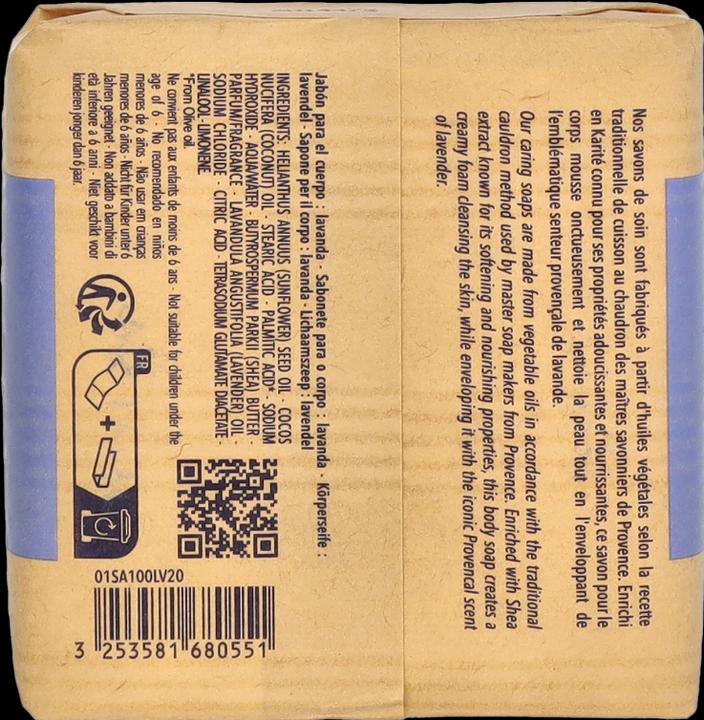 Nos savons de soin sont fabriqués à partir d'huiles végétales selon la recette
traditionnelle de cuisson au chaudron des maîtres savonniers de Provence. Enrichi
en Karité connu pour ses propriétés adoucissantes et nourrissantes, ce savon pour le
corps mousse onctueusement et nettoie la peau tout en l'enveloppant de
l'emblématique senteur provençale de lavande.
Our caring soaps are made from vegetable oils in accordance with the traditional
cauldron method used by master soap makers from Provence. Enriched with Shea
extract known for its softening and nourishing properties, this body soap creates a
creamy foam cleansing the skin, while enveloping it with the iconic Provencal scent
of lavender.
Jabón para el cuerpo : lavanda - Sabonete para o corpo : lavanda - Körperseife :
lavendel - Sapone per il corpo : lavanda - Lichaamszeep : lavendel
INGREDIENTS: HELIANTHUS ANNUUS (SUNFLOWER) SEED OIL - COCOS
NUCIFERA (COCONUT) OIL - STEARIC ACID - PALMITIC ACID* - SODIUM
HYDROXIDE - AQUA/WATER - BUTYROSPERMUM PARKII (SHEA) BUTTER -
PARFUM/FRAGRANCE - LAVANDULA ANGUSTIFOLIA (LAVENDER) OIL -
SODIUM CHLORIDE - CITRIC ACID - TETRASODIUM GLUTAMATE DIACETATE -
LINALOOL - LIMONENE.
*From Olive oil.
Ne convient pas aux enfants de moins de 6 ans - Not suitable for children under the
age of 6 - No recomendado en niños
menores de 6 años - Não usar em crianças
menores de 6 años - Nicht für Kinder unter 6
Jahren geeignet - Non addatto a bambini di
età inferiore a 6 anni - Nier geschikt voor
kinderen jonger dan 6 jaar.
FR
+
01SA100LV20
3 253581 680551